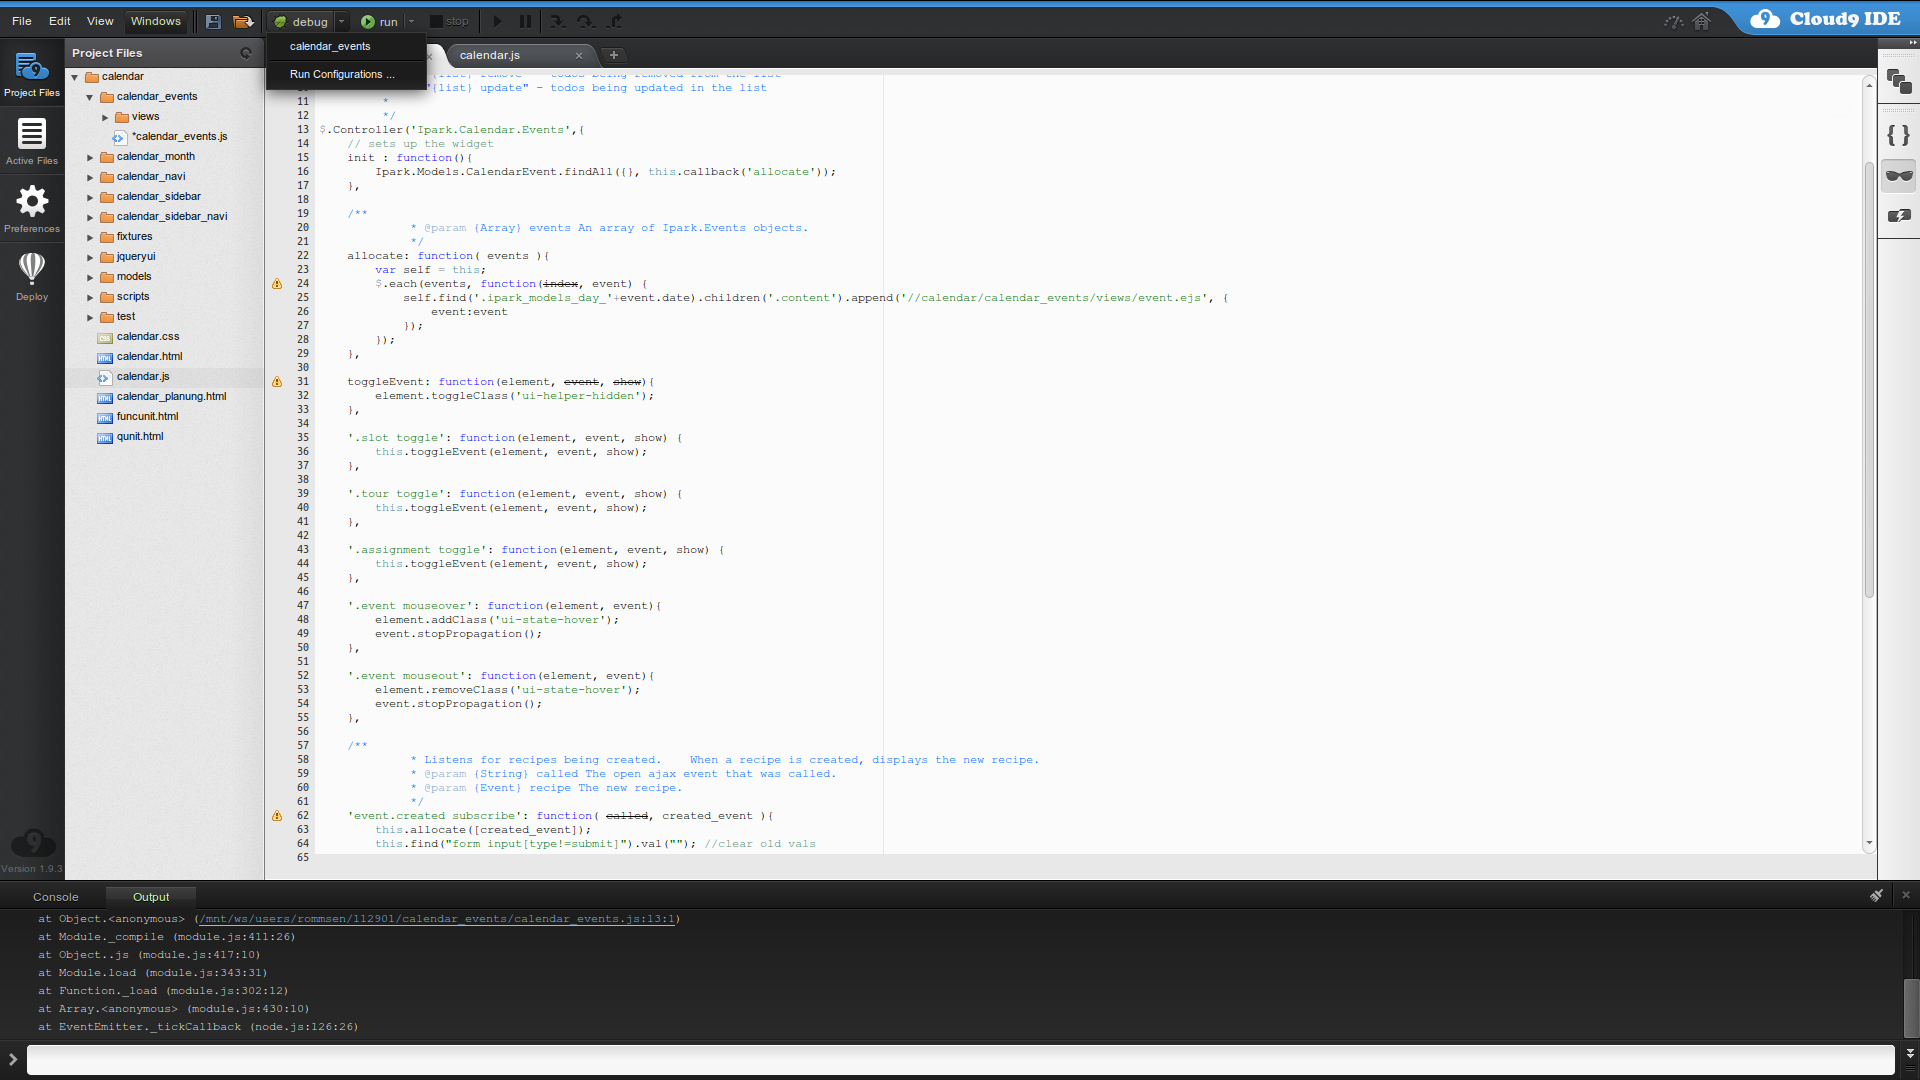 File Edit View Windows debug run stop Cloud9 IDE
Project Files
calendar_events
Run Configurations ...
calendar.js
Project Files
Active Files
Preferences
Deploy
Version 1.9.3
calendar
calendar_events
views
*calendar_events.js
calendar_month
calendar_navi
calendar_sidebar
calendar_sidebar_navi
fixtures
jqueryui
models
scripts
test
calendar.css
calendar.html
calendar.js
calendar_planung.html
funcunit.html
qunit.html
{list} update" - todos being updated in the list
11 *
12 */
13 $.Controller('Ipark.Calendar.Events',{
14 // sets up the widget
15 init : function(){
16 Ipark.Models.CalendarEvent.findAll({}, this.callback('allocate'));
17 },
18
19 /**
20 * @param {Array} events An array of Ipark.Events objects.
21 */
22 allocate: function( events ){
23 var self = this;
24 $.each(events, function(index, event) {
25 self.find('.ipark_models_day_'+event.date).children('.content').append('//calendar/calendar_events/views/event.ejs', {
26 event:event
27 });
28 });
29 },
30
31 toggleEvent: function(element, event, show){
32 element.toggleClass('ui-helper-hidden');
33 },
34
35 '.slot toggle': function(element, event, show) {
36 this.toggleEvent(element, event, show);
37 },
38
39 '.tour toggle': function(element, event, show) {
40 this.toggleEvent(element, event, show);
41 },
42
43 '.assignment toggle': function(element, event, show) {
44 this.toggleEvent(element, event, show);
45 },
46
47 '.event mouseover': function(element, event){
48 element.addClass('ui-state-hover');
49 event.stopPropagation();
50 },
51
52 '.event mouseout': function(element, event){
53 element.removeClass('ui-state-hover');
54 event.stopPropagation();
55 },
56
57 /**
58 * Listens for recipes being created. When a recipe is created, displays the new recipe.
59 * @param {String} called The open ajax event that was called.
60 * @param {Event} recipe The new recipe.
61 */
62 'event.created subscribe': function( called, created_event ){
63 this.allocate([created_event]);
64 this.find("form input[type!=submit]").val(""); //clear old vals
65
Console Output
at Object.<anonymous> (/mnt/ws/users/rommsen/112901/calendar_events/calendar_events.js:13:1)
at Module._compile (module.js:411:26)
at Object..js (module.js:417:10)
at Module.load (module.js:343:31)
at Function._load (module.js:302:12)
at Array.<anonymous> (module.js:430:10)
at EventEmitter._tickCallback (node.js:126:26)